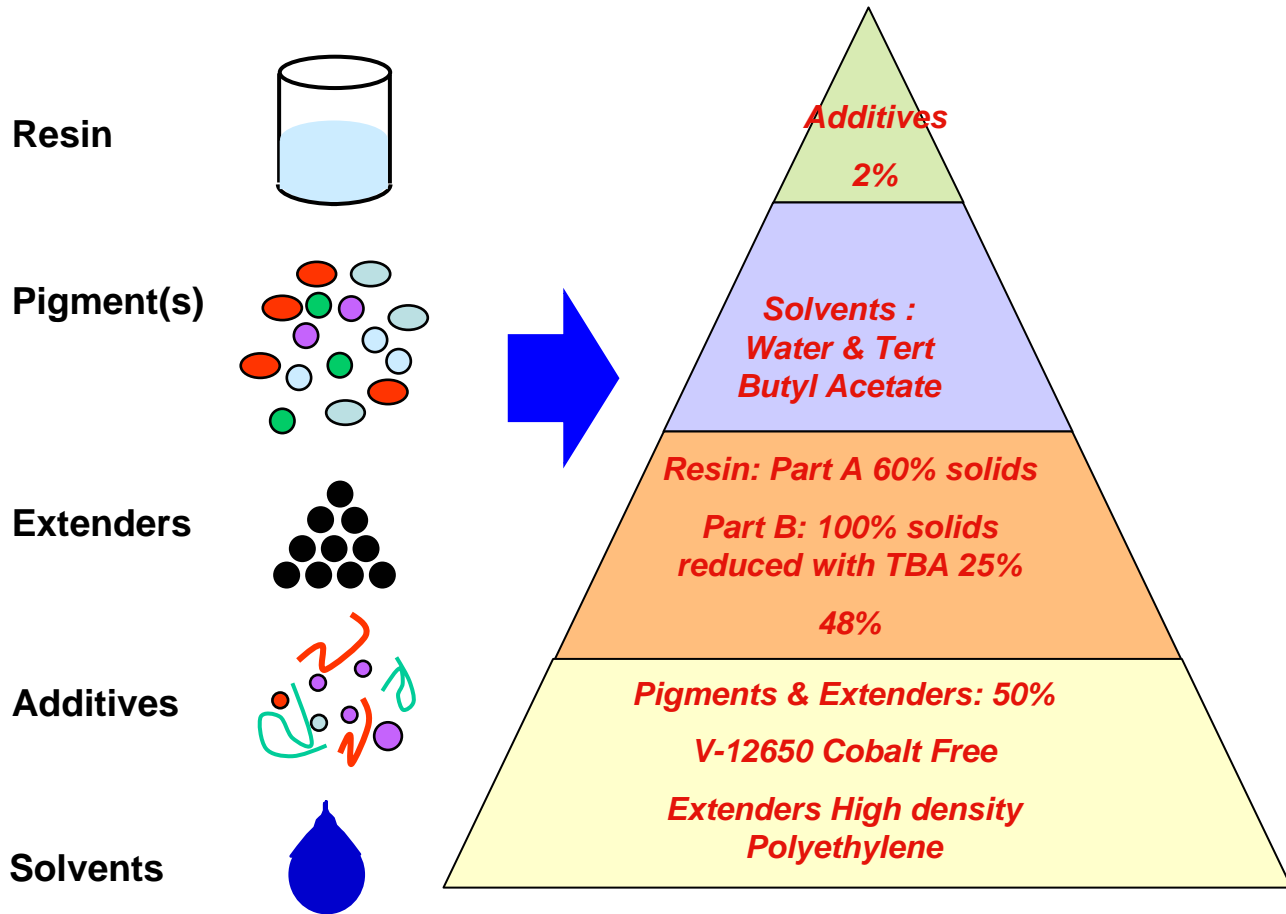 Resin
Pigment(s)
Extenders
Additives
Solvents
Additives
2%
Solvents :
Water & Tert
Butyl Acetate
Resin: Part A 60% solids
Part B: 100% solids
reduced with TBA 25%
48%
Pigments & Extenders: 50%
V-12650 Cobalt Free
Extenders High density
Polyethylene